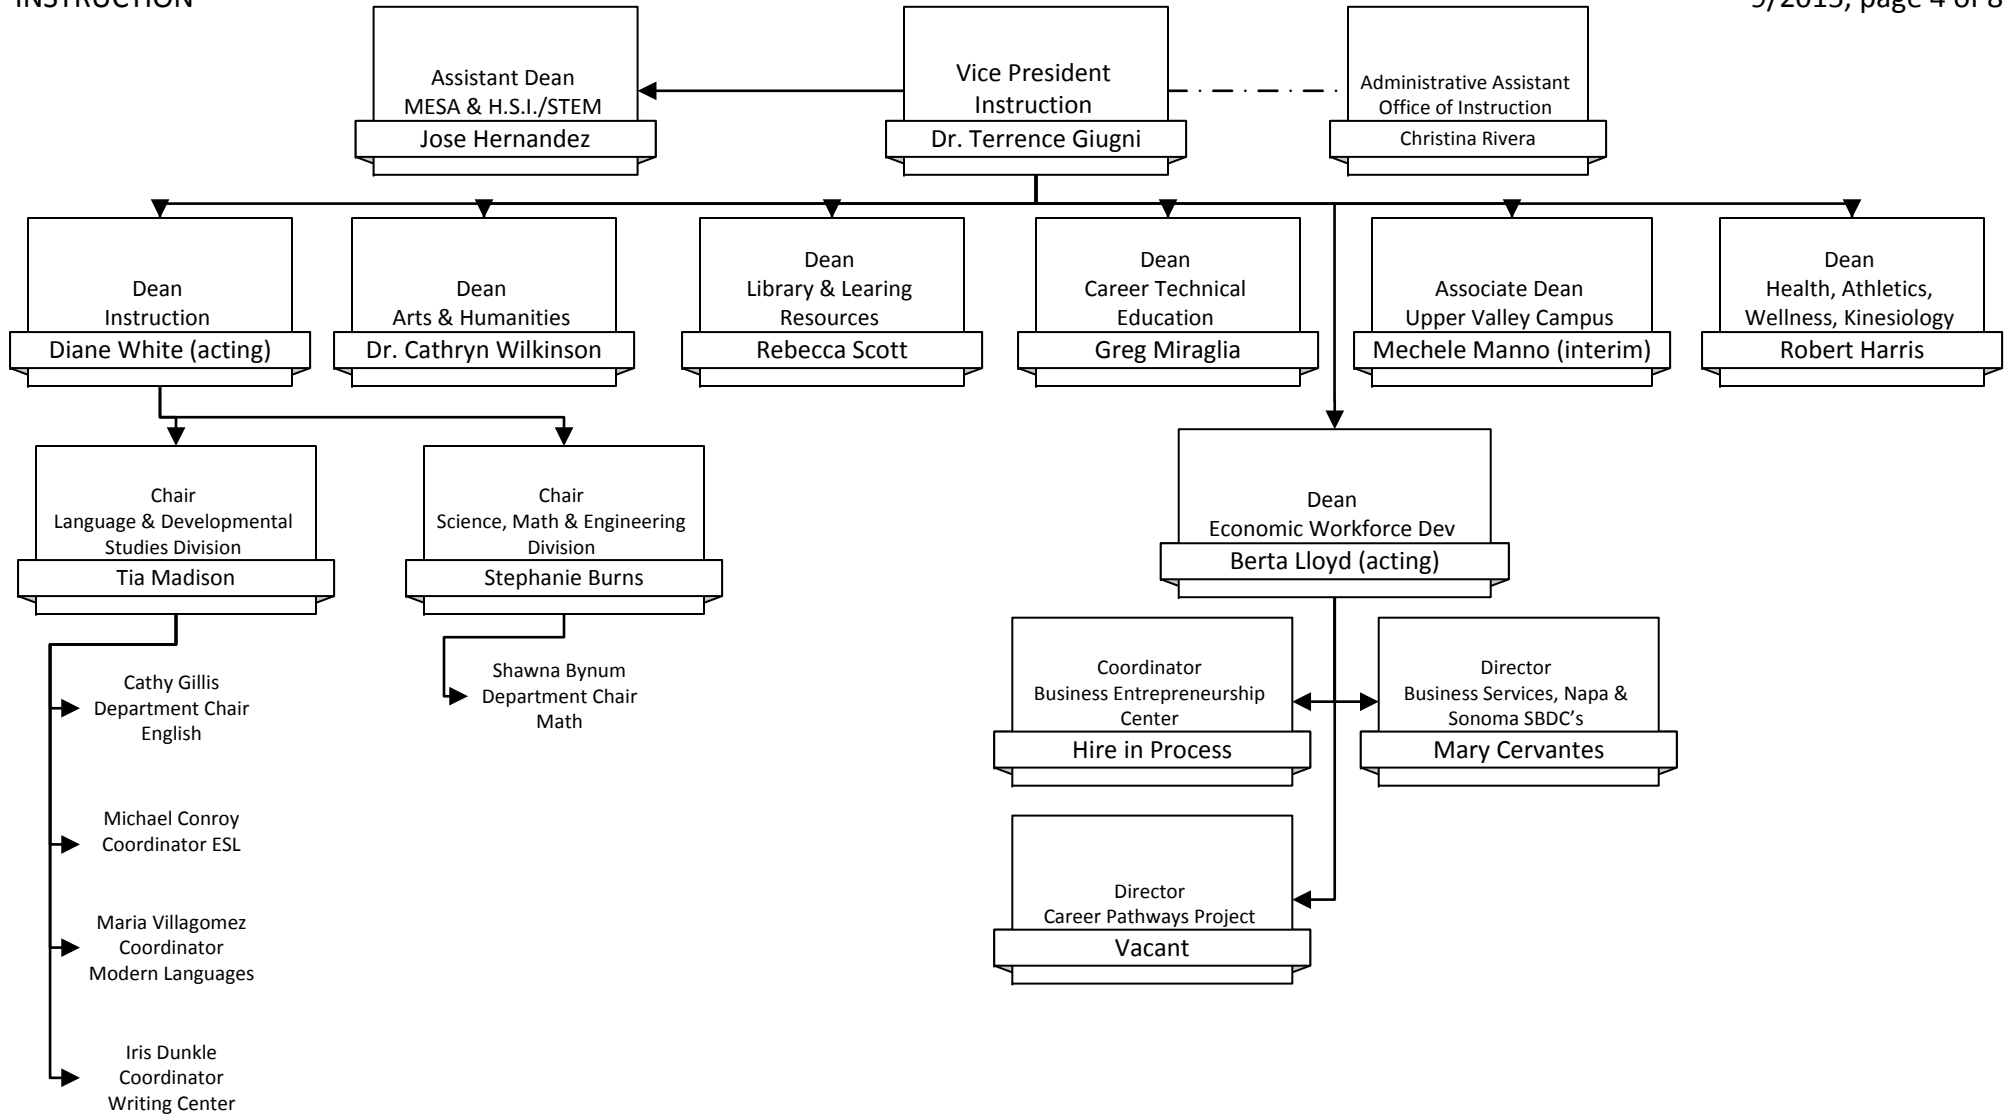 INSTRUCTION
9/2013, page 4 of 8
Assistant Dean
MESA & H.S.I./STEM
Jose Hernandez
Vice President
Instruction
Dr. Terrence Giugni
Administrative Assistant
Office of Instruction
Christina Rivera
Dean
Instruction
Diane White (acting)
Dean
Arts & Humanities
Dr. Cathryn Wilkinson
Dean
Library & Learing
Resources
Rebecca Scott
Dean
Career Technical
Education
Greg Miraglia
Associate Dean
Upper Valley Campus
Mechele Manno (interim)
Dean
Health, Athletics,
Wellness, Kinesiology
Robert Harris
Chair
Language & Developmental
Studies Division
Tia Madison
Chair
Science, Math & Engineering
Division
Stephanie Burns
Dean
Economic Workforce Dev
Berta Lloyd (acting)
Cathy Gillis
Department Chair
English
Shawna Bynum
Department Chair
Math
Coordinator
Business Entrepreneurship
Center
Hire in Process
Director
Business Services, Napa &
Sonoma SBDC’s
Mary Cervantes
Michael Conroy
Coordinator ESL
Maria Villagomez
Coordinator
Modern Languages
Director
Career Pathways Project
Vacant
Iris Dunkle
Coordinator
Writing Center